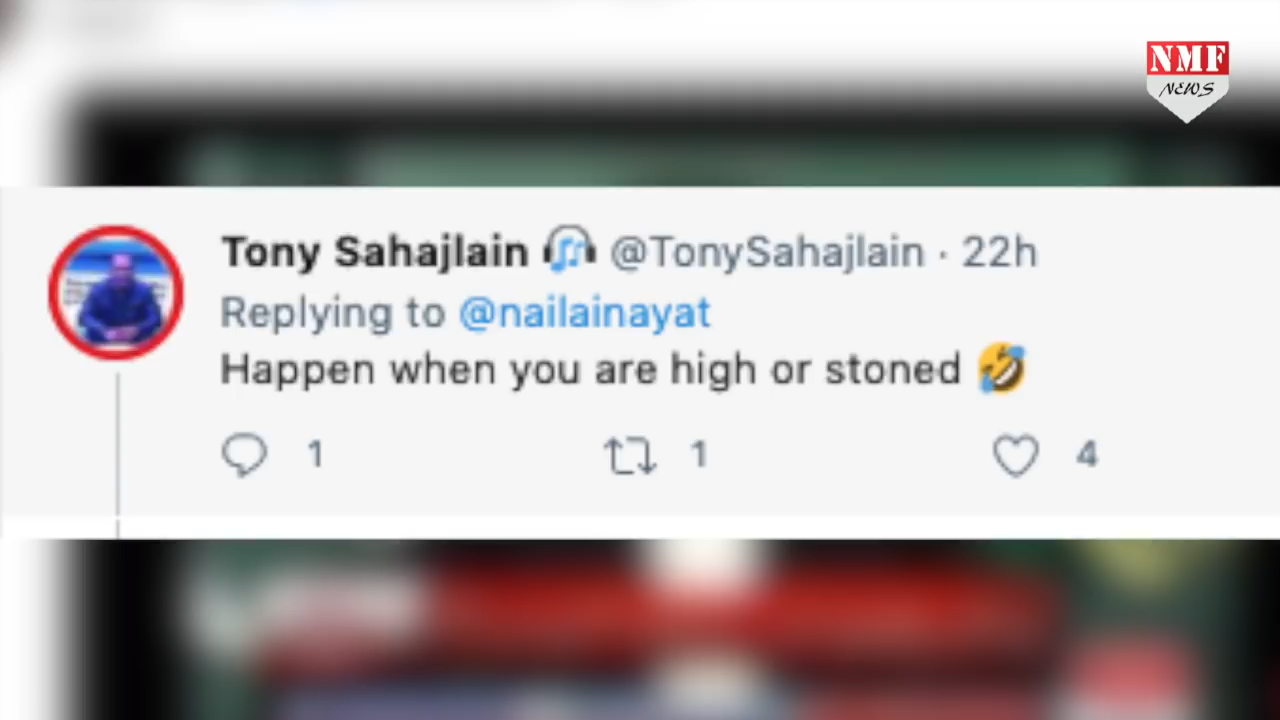 NMF
NEWS
Tony Sahajlain @TonySahajlain · 22h
Replying to @nailainayat
Happen when you are high or stoned 🤣
1 1 4